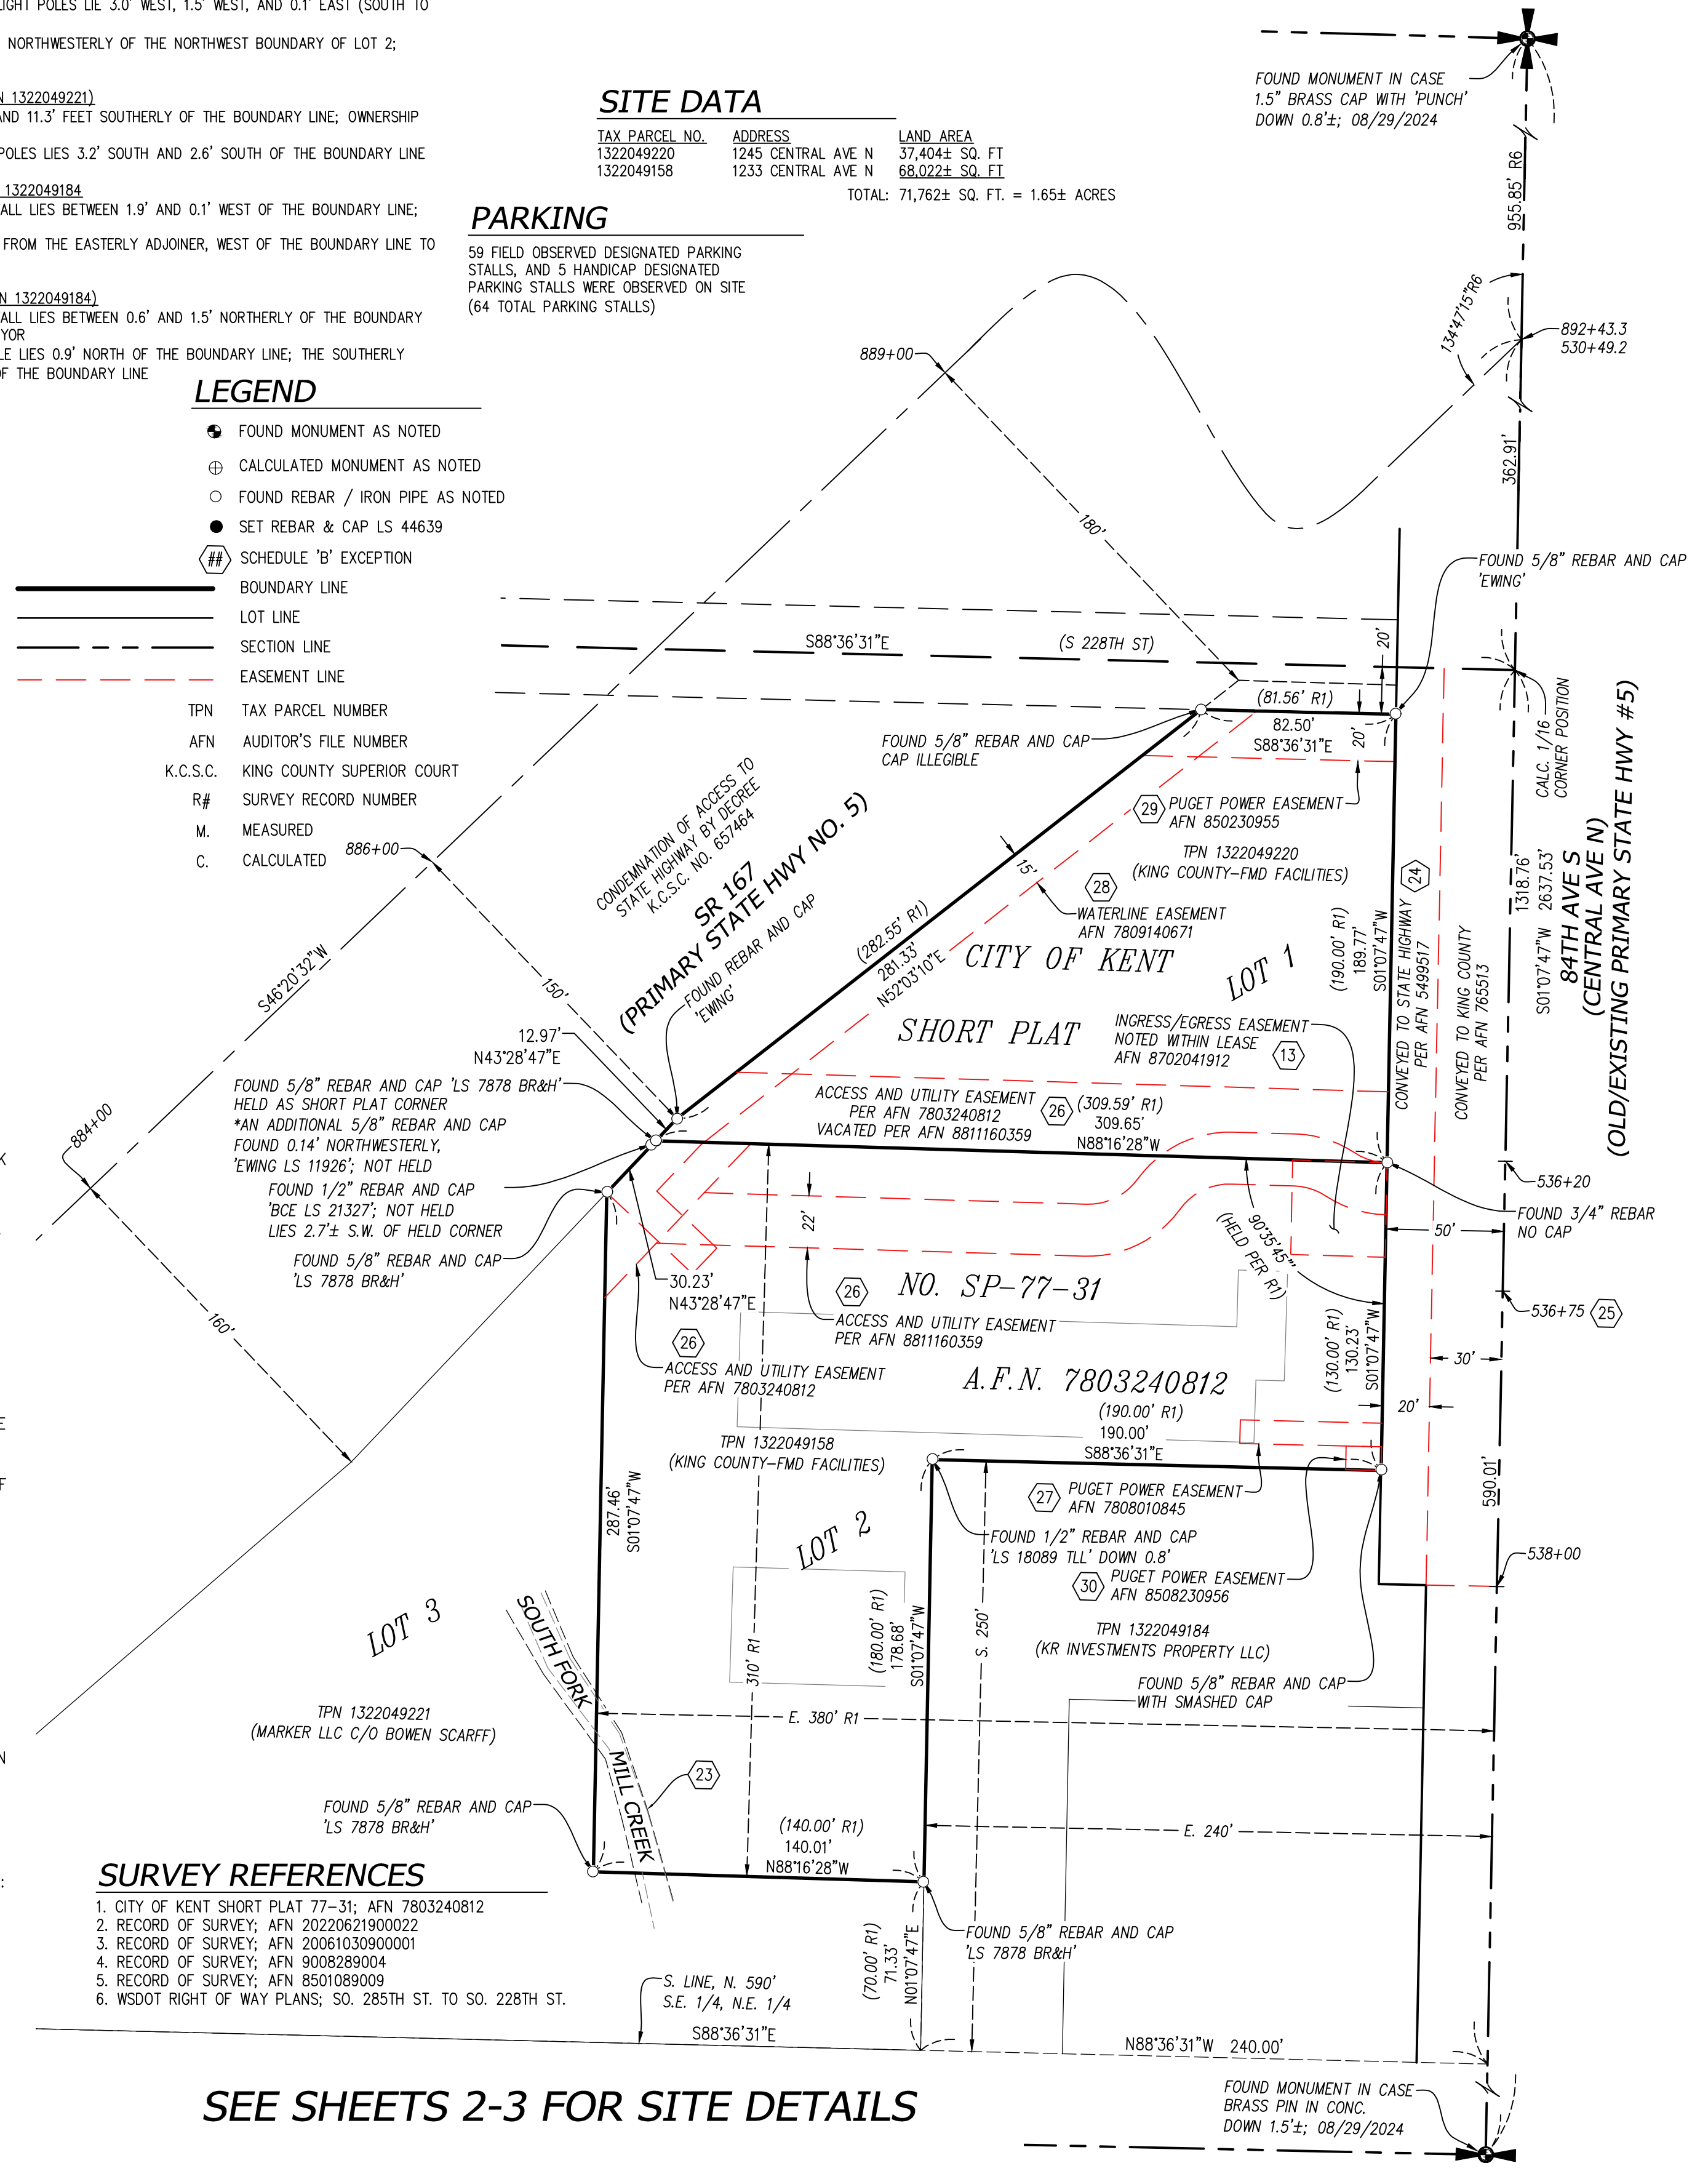 LIGHT POLES LIE 3.0' WEST, 1.5' WEST, AND 0.1' EAST (SOUTH TO
NORTHWESTERLY OF THE NORTHWEST BOUNDARY OF LOT 2;
N 1322049221)
AND 11.3' FEET SOUTHERLY OF THE BOUNDARY LINE; OWNERSHIP
POLES LIES 3.2' SOUTH AND 2.6' SOUTH OF THE BOUNDARY LINE
1322049184
ALL LIES BETWEEN 1.9' AND 0.1' WEST OF THE BOUNDARY LINE;
FROM THE EASTERLY ADJOINER, WEST OF THE BOUNDARY LINE TO
N 1322049184)
ALL LIES BETWEEN 0.6' AND 1.5' NORTHERLY OF THE BOUNDARY
YOR
LE LIES 0.9' NORTH OF THE BOUNDARY LINE; THE SOUTHERLY
OF THE BOUNDARY LINE
SITE DATA
TAX PARCEL NO. ADDRESS LAND AREA
1322049220 1245 CENTRAL AVE N 37,404± SQ. FT
1322049158 1233 CENTRAL AVE N 68,022± SQ. FT
TOTAL: 71,762± SQ. FT. = 1.65± ACRES
PARKING
59 FIELD OBSERVED DESIGNATED PARKING
STALLS, AND 5 HANDICAP DESIGNATED
PARKING STALLS WERE OBSERVED ON SITE
(64 TOTAL PARKING STALLS)
LEGEND
FOUND MONUMENT AS NOTED
CALCULATED MONUMENT AS NOTED
FOUND REBAR / IRON PIPE AS NOTED
SET REBAR & CAP LS 44639
## SCHEDULE 'B' EXCEPTION
BOUNDARY LINE
LOT LINE
SECTION LINE
EASEMENT LINE
TPN TAX PARCEL NUMBER
AFN AUDITOR'S FILE NUMBER
K.C.S.C. KING COUNTY SUPERIOR COURT
R# SURVEY RECORD NUMBER
M. MEASURED
C. CALCULATED
FOUND MONUMENT IN CASE
1.5" BRASS CAP WITH 'PUNCH'
DOWN 0.8'±; 08/29/2024
955.85' R6
134°47'15"R6
892+43.3
530+49.2
362.91'
889+00
180'
FOUND 5/8" REBAR AND CAP
'EWING'
S88°36'31"E
(S 228TH ST)
20'
(81.56' R1)
82.50'
S88°36'31"E
20'
FOUND 5/8" REBAR AND CAP
CAP ILLEGIBLE
CALC. 1/16
CORNER POSITION
29
PUGET POWER EASEMENT
AFN 850230955
TPN 1322049220
(KING COUNTY-FMD FACILITIES)
15'
28
WATERLINE EASEMENT
AFN 7809140671
886+00
CONDEMNATION OF ACCESS TO
STATE HIGHWAY BY DECREE
K.C.S.C. NO. 657464
SR 167
(PRIMARY STATE HWY NO. 5)
FOUND REBAR AND CAP
'EWING'
(282.55' R1)
281.33'
N52°03'10"E
CITY OF KENT
LOT 1
(190.00' R1)
189.77'
S01°07'47"W
24
CONVEYED TO STATE HIGHWAY
PER AFN 5499517
CONVEYED TO KING COUNTY
PER AFN 765513
1318.76'
S01°07'47"W 2637.53'
84TH AVE S
(CENTRAL AVE N)
(OLD/EXISTING PRIMARY STATE HWY #5)
S46°20'32"W
150'
12.97'
N43°28'47"E
SHORT PLAT
INGRESS/EGRESS EASEMENT
NOTED WITHIN LEASE
AFN 8702041912
13
FOUND 5/8" REBAR AND CAP 'LS 7878 BR&H'
HELD AS SHORT PLAT CORNER
*AN ADDITIONAL 5/8" REBAR AND CAP
FOUND 0.14' NORTHWESTERLY,
'EWING LS 11926'; NOT HELD
ACCESS AND UTILITY EASEMENT
PER AFN 7803240812
VACATED PER AFN 8811160359
26
(309.59' R1)
309.65'
N88°16'28"W
884+00
FOUND 1/2" REBAR AND CAP
'BCE LS 21327'; NOT HELD
LIES 2.7'± S.W. OF HELD CORNER
FOUND 5/8" REBAR AND CAP
'LS 7878 BR&H'
22'
90°35'45"
(HELD PER R1)
536+20
FOUND 3/4" REBAR
NO CAP
50'
30.23'
N43°28'47"E
26
NO. SP-77-31
ACCESS AND UTILITY EASEMENT
PER AFN 8811160359
536+75
25
160'
26
ACCESS AND UTILITY EASEMENT
PER AFN 7803240812
A.F.N. 7803240812
(130.00' R1)
130.23'
S01°07'47"W
30'
20'
(190.00' R1)
190.00'
S88°36'31"E
TPN 1322049158
(KING COUNTY-FMD FACILITIES)
27
PUGET POWER EASEMENT
AFN 7808010845
590.01'
287.46'
S01°07'47"W
LOT 2
FOUND 1/2" REBAR AND CAP
'LS 18089 TLL' DOWN 0.8'
30
PUGET POWER EASEMENT
AFN 8508230956
538+00
TPN 1322049184
(KR INVESTMENTS PROPERTY LLC)
(180.00' R1)
178.68'
S01°07'47"W
S. 250'
310' R1
FOUND 5/8" REBAR AND CAP
WITH SMASHED CAP
LOT 3
SOUTH FORK
MILL CREEK
TPN 1322049221
(MARKER LLC C/O BOWEN SCARFF)
E. 380' R1
23
FOUND 5/8" REBAR AND CAP
'LS 7878 BR&H'
(140.00' R1)
140.01'
N88°16'28"W
E. 240'
SURVEY REFERENCES
1. CITY OF KENT SHORT PLAT 77-31; AFN 7803240812
2. RECORD OF SURVEY; AFN 20220621900022
3. RECORD OF SURVEY; AFN 20061030900001
4. RECORD OF SURVEY; AFN 9008289004
5. RECORD OF SURVEY; AFN 8501089009
6. WSDOT RIGHT OF WAY PLANS; SO. 285TH ST. TO SO. 228TH ST.
FOUND 5/8" REBAR AND CAP
'LS 7878 BR&H'
(70.00' R1)
71.33'
N01°07'47"E
S. LINE, N. 590'
S.E. 1/4, N.E. 1/4
S88°36'31"E
N88°36'31"W 240.00'
SEE SHEETS 2-3 FOR SITE DETAILS
FOUND MONUMENT IN CASE
BRASS PIN IN CONC.
DOWN 1.5'±; 08/29/2024